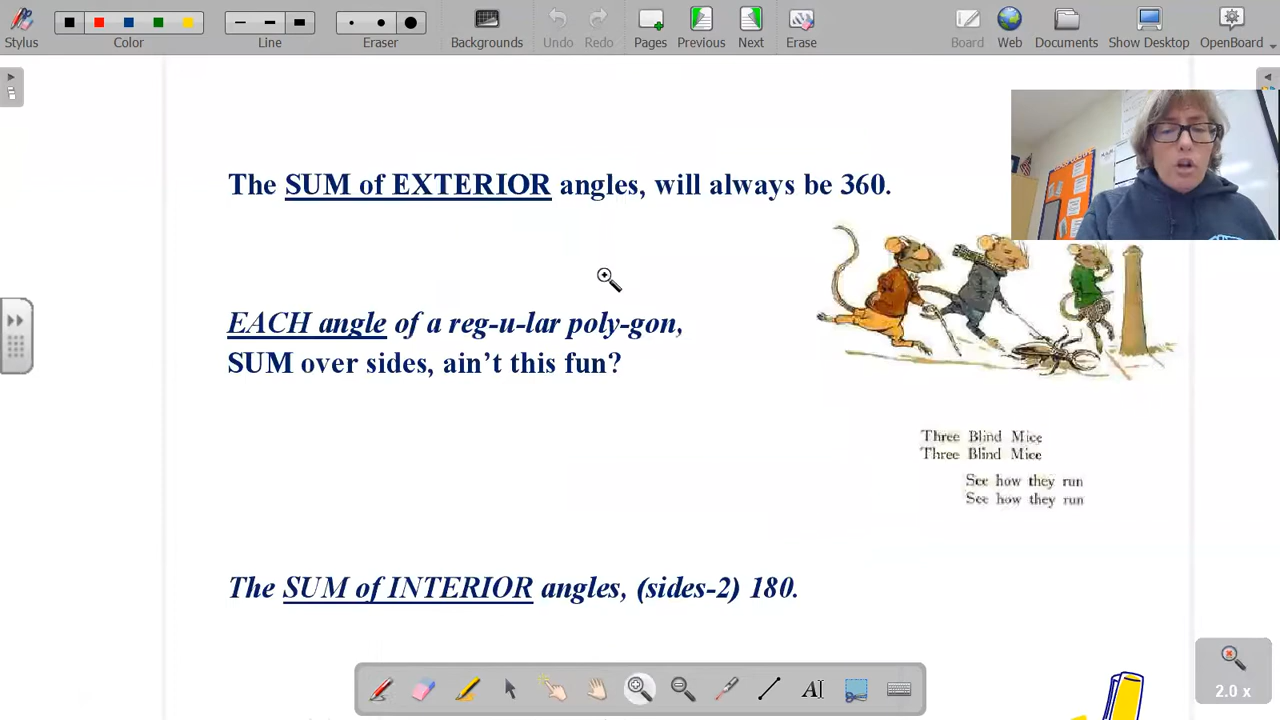 Stylus
Color
Line
Eraser
Backgrounds
Undo
Redo
Pages
Previous
Next
Erase
Board
Web
Documents
Show Desktop
OpenBoard
The SUM of EXTERIOR angles, will always be 360.
EACH angle of a reg-u-lar poly-gon,
SUM over sides, ain’t this fun?
Three Blind Mice
Three Blind Mice
See how they run
See how they run
The SUM of INTERIOR angles, (sides-2) 180.
2.0 x